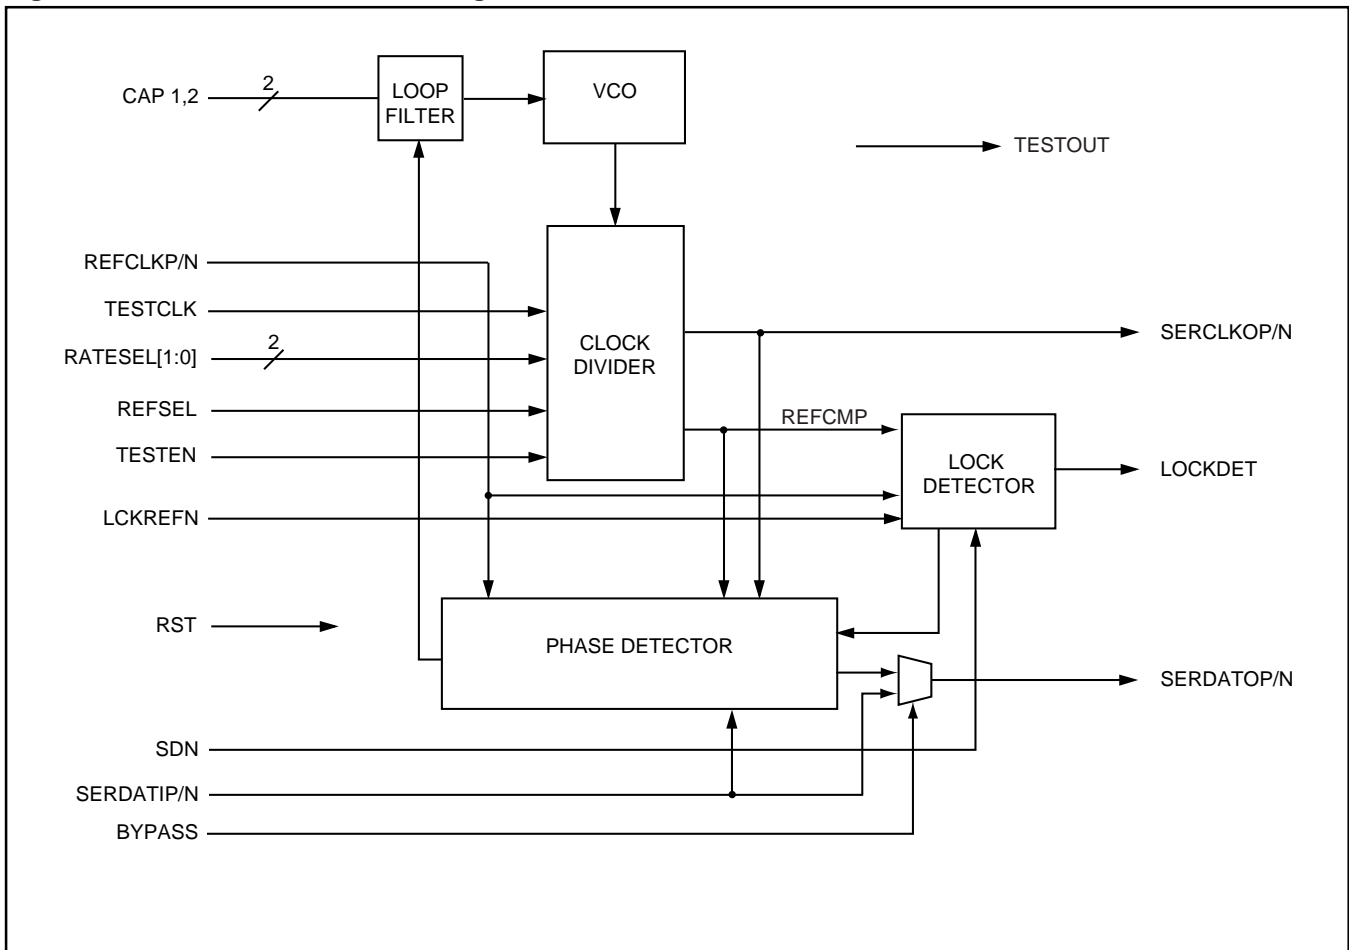 CAP 1,2
2
LOOP
FILTER
VCO
TESTOUT
REFCLKP/N
TESTCLK
RATESEL[1:0]
2
REFSEL
TESTEN
LCKREFN
CLOCK
DIVIDER
SERCLKOP/N
REFCMP
LOCK
DETECTOR
LOCKDET
RST
PHASE DETECTOR
SERDATOP/N
SDN
SERDATIP/N
BYPASS